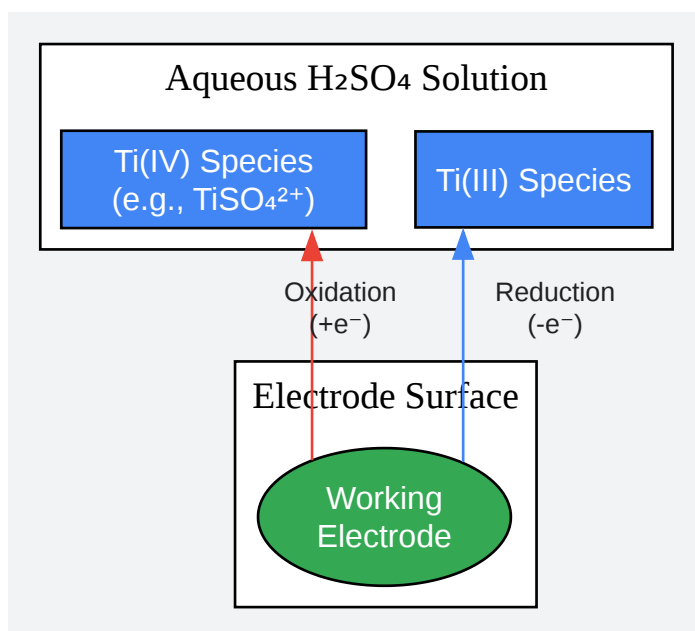 Aqueous H₂SO₄ Solution
Ti(IV) Species
(e.g., TiSO₄²⁺)
Ti(III) Species
Oxidation
(+e⁻)
Reduction
(-e⁻)
Electrode Surface
Working
Electrode